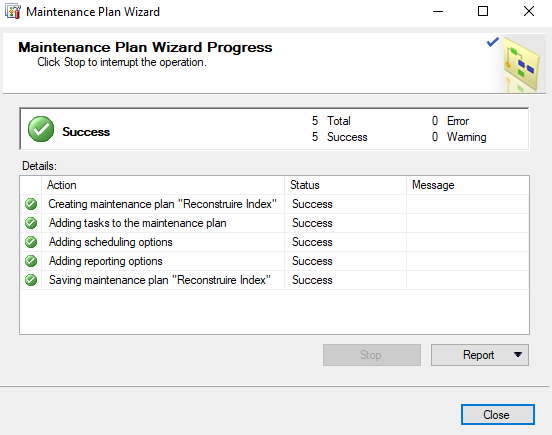 Maintenance Plan Wizard
Maintenance Plan Wizard Progress
Click Stop to interrupt the operation.
Success
5 Total 0 Error
5 Success 0 Warning
Details:
Action Status Message
Creating maintenance plan "Reconstruire Index" Success
Adding tasks to the maintenance plan Success
Adding scheduling options Success
Adding reporting options Success
Saving maintenance plan "Reconstruire Index" Success
Stop Report
Close